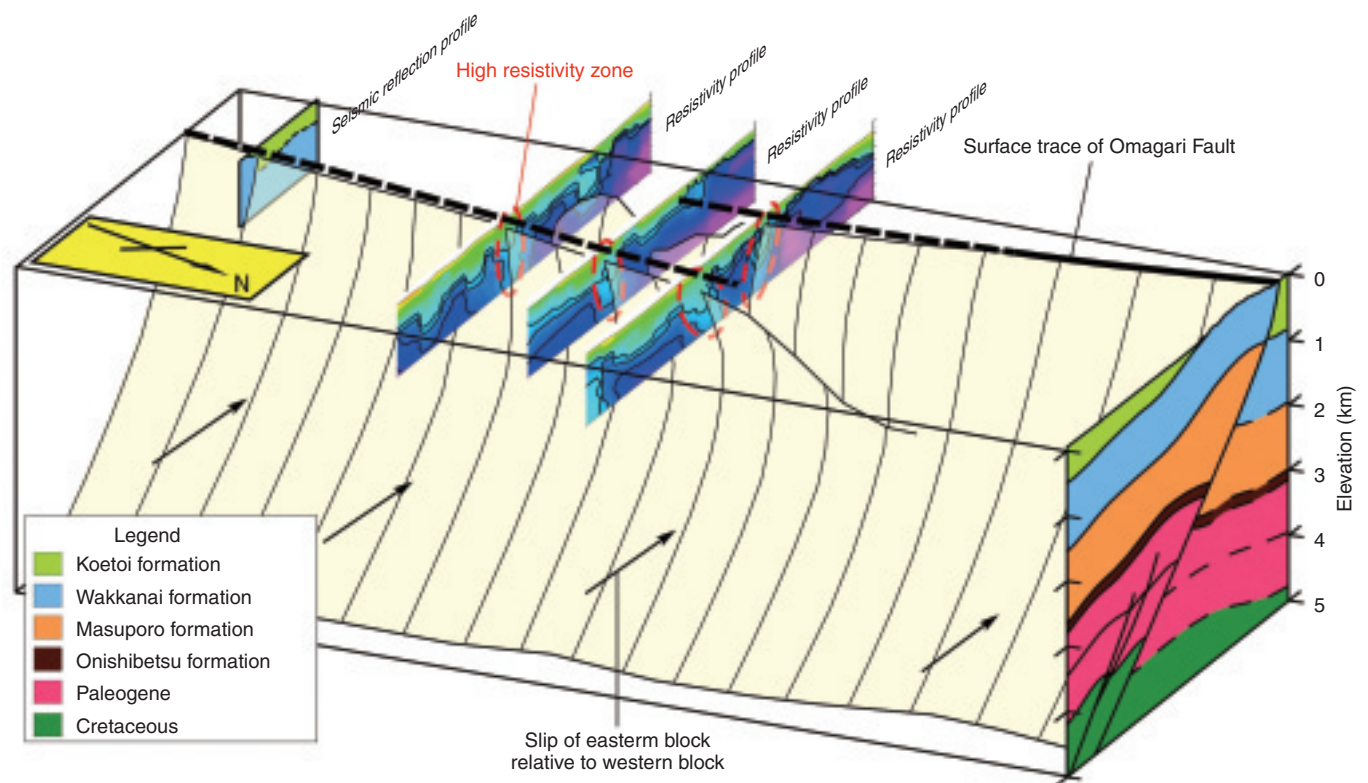 Seismic reflection profile
High resistivity zone
Resistivity profile
Resistivity profile
Resistivity profile
Surface trace of Omagari Fault
N
0
1
2
3
4
5
Elevation (km)
Legend
Koetoi formation
Wakkanai formation
Masuporo formation
Onishibetsu formation
Paleogene
Cretaceous
Slip of easterm block
relative to western block